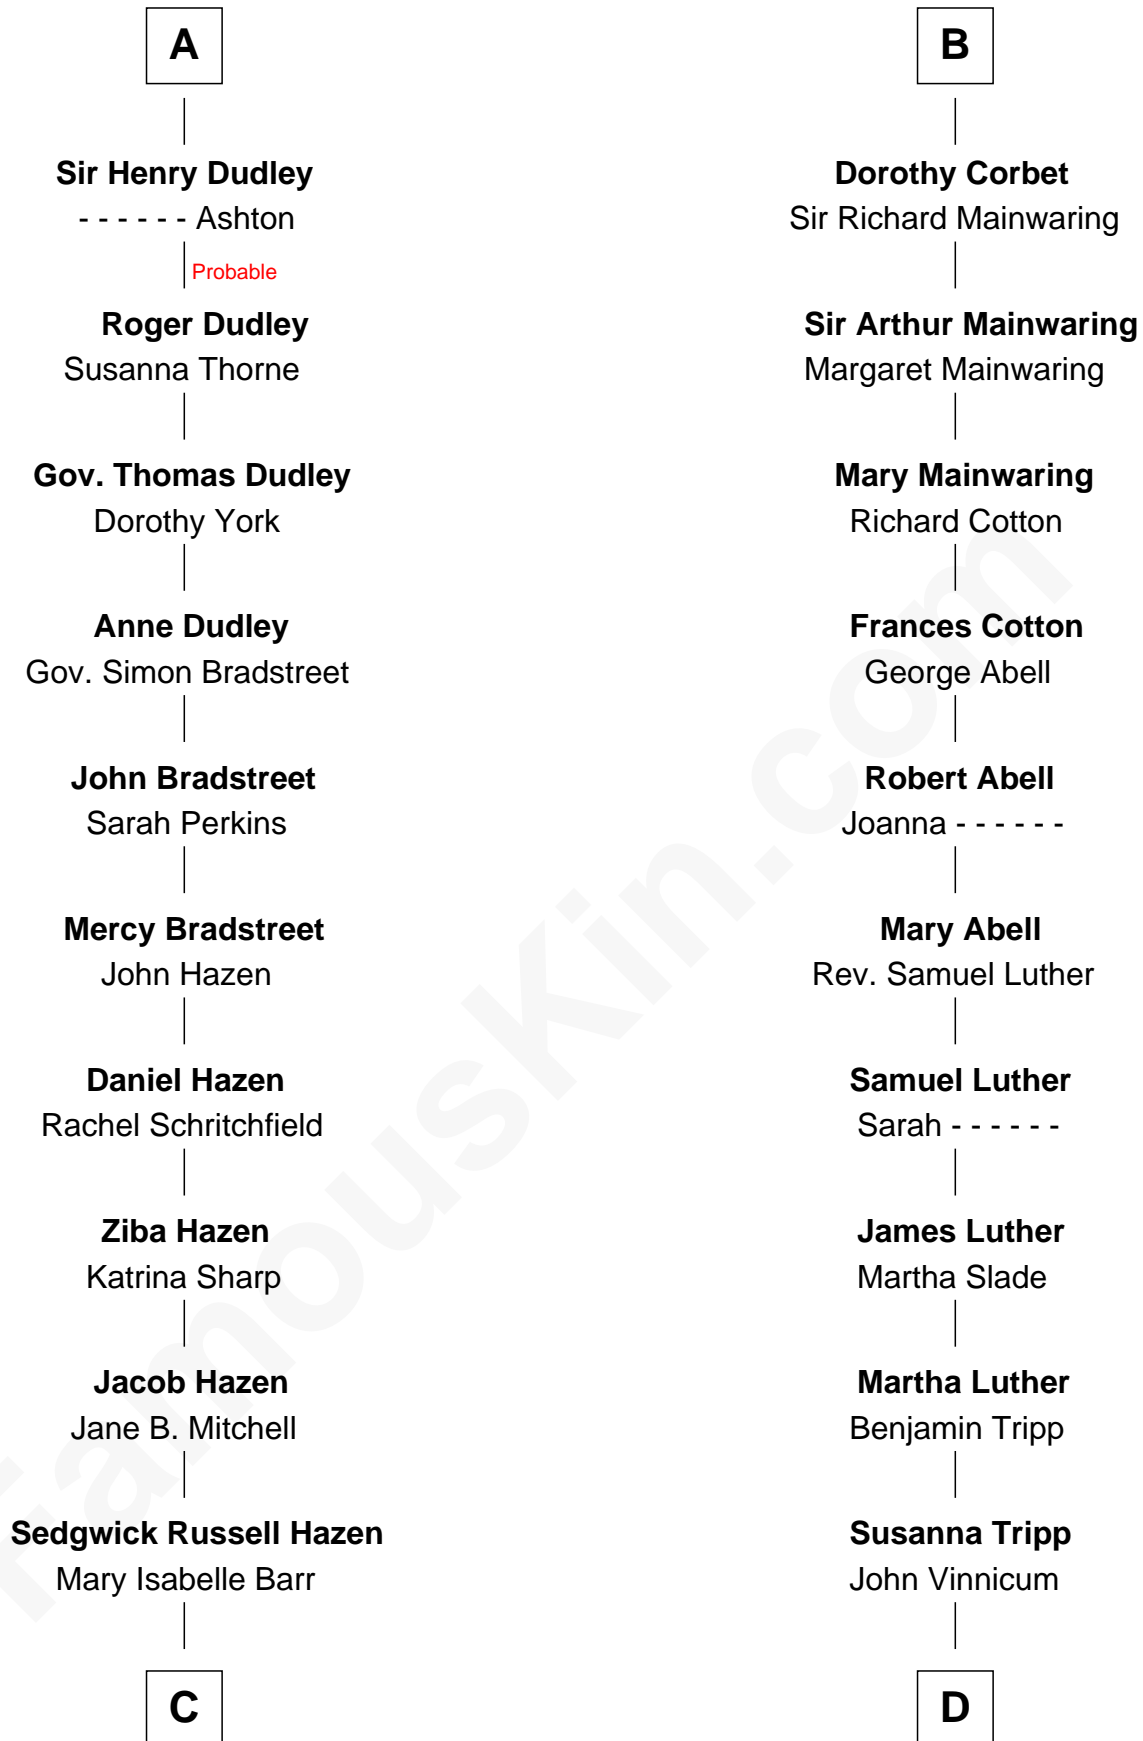 A
Sir Henry Dudley
- - - - - - Ashton
Probable
Roger Dudley
Susanna Thorne
Gov. Thomas Dudley
Dorothy York
Anne Dudley
Gov. Simon Bradstreet
John Bradstreet
Sarah Perkins
Mercy Bradstreet
John Hazen
Daniel Hazen
Rachel Schritchfield
Ziba Hazen
Katrina Sharp
Jacob Hazen
Jane B. Mitchell
Sedgwick Russell Hazen
Mary Isabelle Barr
C
B
Dorothy Corbet
Sir Richard Mainwaring
Sir Arthur Mainwaring
Margaret Mainwaring
Mary Mainwaring
Richard Cotton
Frances Cotton
George Abell
Robert Abell
Joanna - - - - - -
Mary Abell
Rev. Samuel Luther
Samuel Luther
Sarah - - - - - -
James Luther
Martha Slade
Martha Luther
Benjamin Tripp
Susanna Tripp
John Vinnicum
D
FamousKin.com